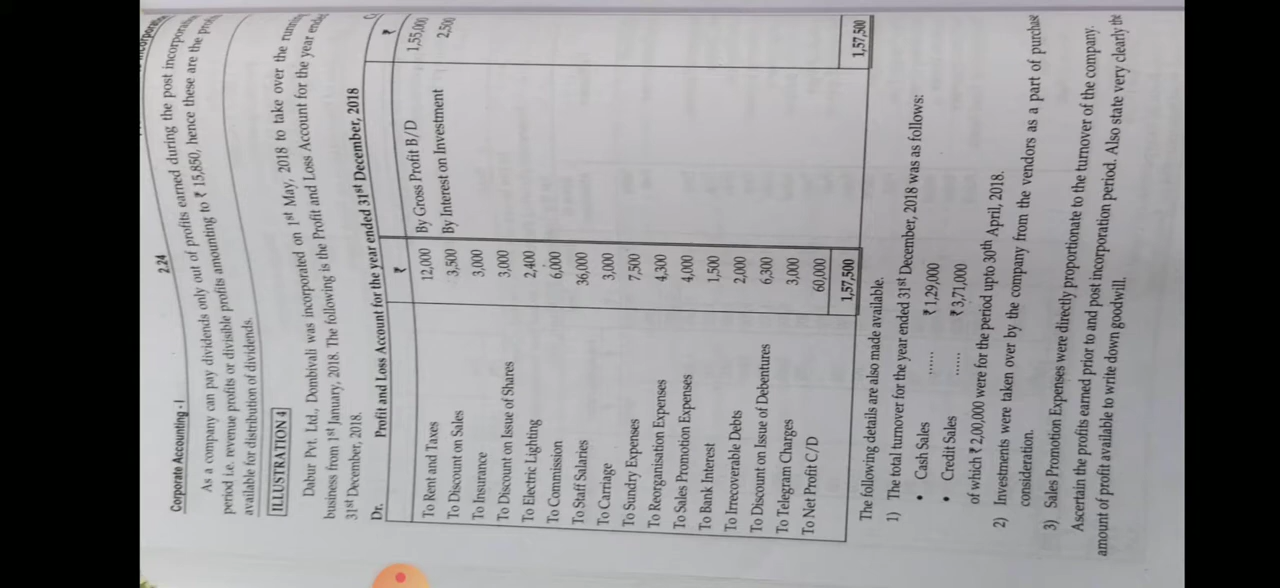 2.24
Corporate Accounting - I
As a company can pay dividends only out of profits earned during the post incorporation
period i.e. revenue profits or divisible profits amounting to ₹ 15,850, hence these are the
available for distribution of dividends.
ILLUSTRATION 4
Dabur Pvt. Ltd., Dombivali was incorporated on 1st May, 2018 to take over the running
business from 1st January, 2018. The following is the Profit and Loss Account for the year ended
31st December, 2018.
Dr. Profit and Loss Account for the year ended 31st December, 2018
₹ ₹
To Rent and Taxes 12,000 By Gross Profit B/D 1,55,000
To Discount on Sales 3,500 By Interest on Investment 2,500
To Insurance 3,000
To Discount on Issue of Shares 3,000
To Electric Lighting 2,400
To Commission 6,000
To Staff Salaries 36,000
To Carriage 3,000
To Sundry Expenses 7,500
To Reorganisation Expenses 4,300
To Sales Promotion Expenses 4,000
To Bank Interest 1,500
To Irrecoverable Debts 2,000
To Discount on Issue of Debentures 6,300
To Telegram Charges 3,000
To Net Profit C/D 60,000
1,57,500 1,57,500
The following details are also made available.
1) The total turnover for the year ended 31st December, 2018 was as follows:
• Cash Sales ...... ₹ 1,29,000
• Credit Sales ...... ₹ 3,71,000
of which ₹ 2,00,000 were for the period upto 30th April, 2018.
2) Investments were taken over by the company from the vendors as a part of purchase
consideration.
3) Sales Promotion Expenses were directly proportionate to the turnover of the company.
Ascertain the profits earned prior to and post incorporation period. Also state very clearly the
amount of profit available to write down goodwill.